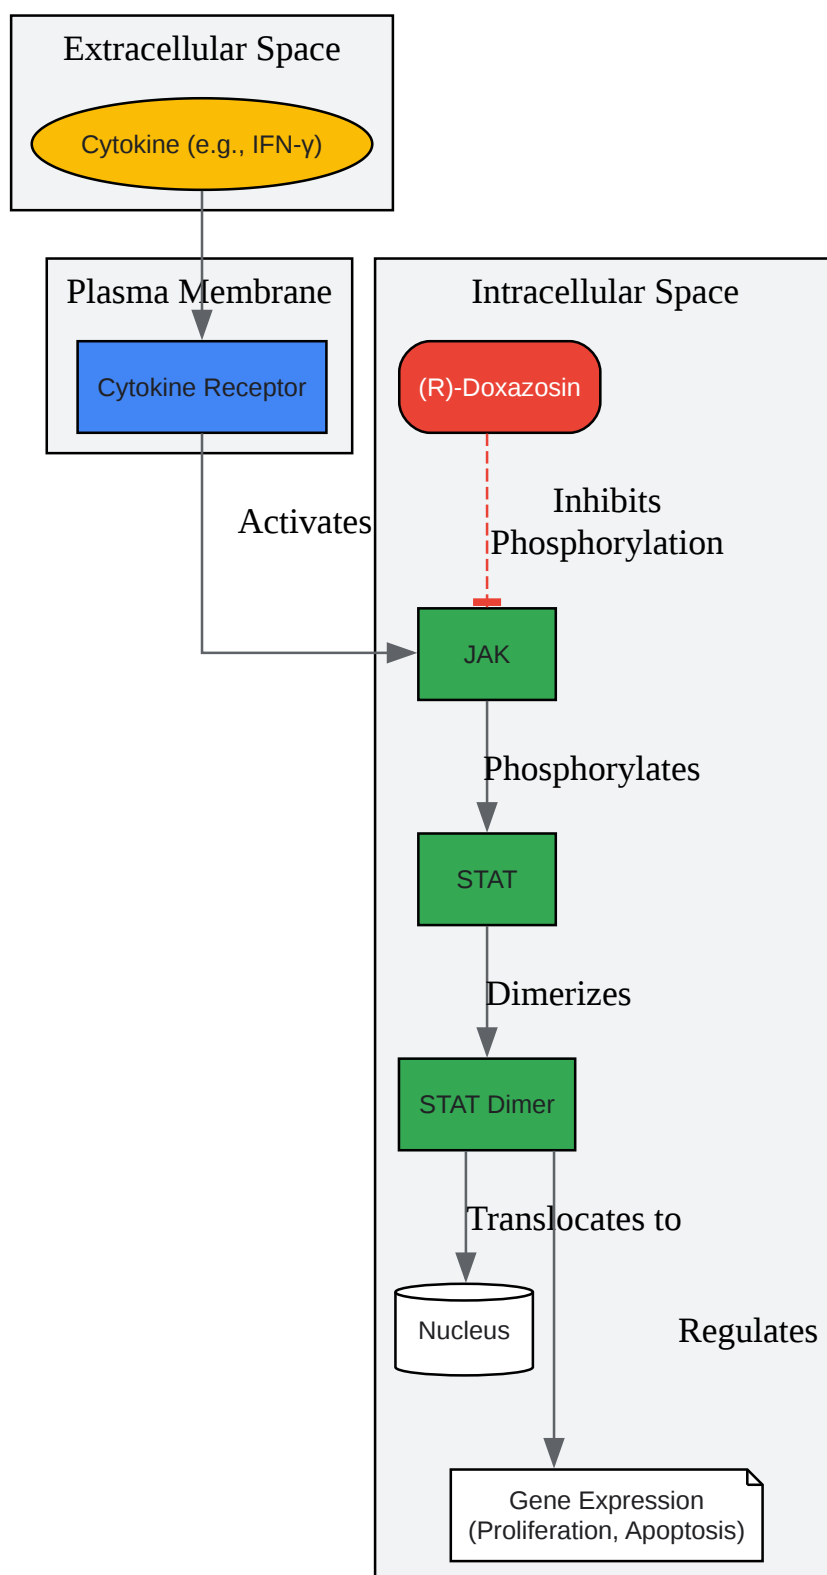 Extracellular Space
Cytokine (e.g., IFN-γ)
Plasma Membrane
Intracellular Space
Cytokine Receptor
(R)-Doxazosin
Activates
Inhibits
Phosphorylation
JAK
Phosphorylates
STAT
Dimerizes
STAT Dimer
Translocates to
Nucleus
Regulates
Gene Expression
(Proliferation, Apoptosis)